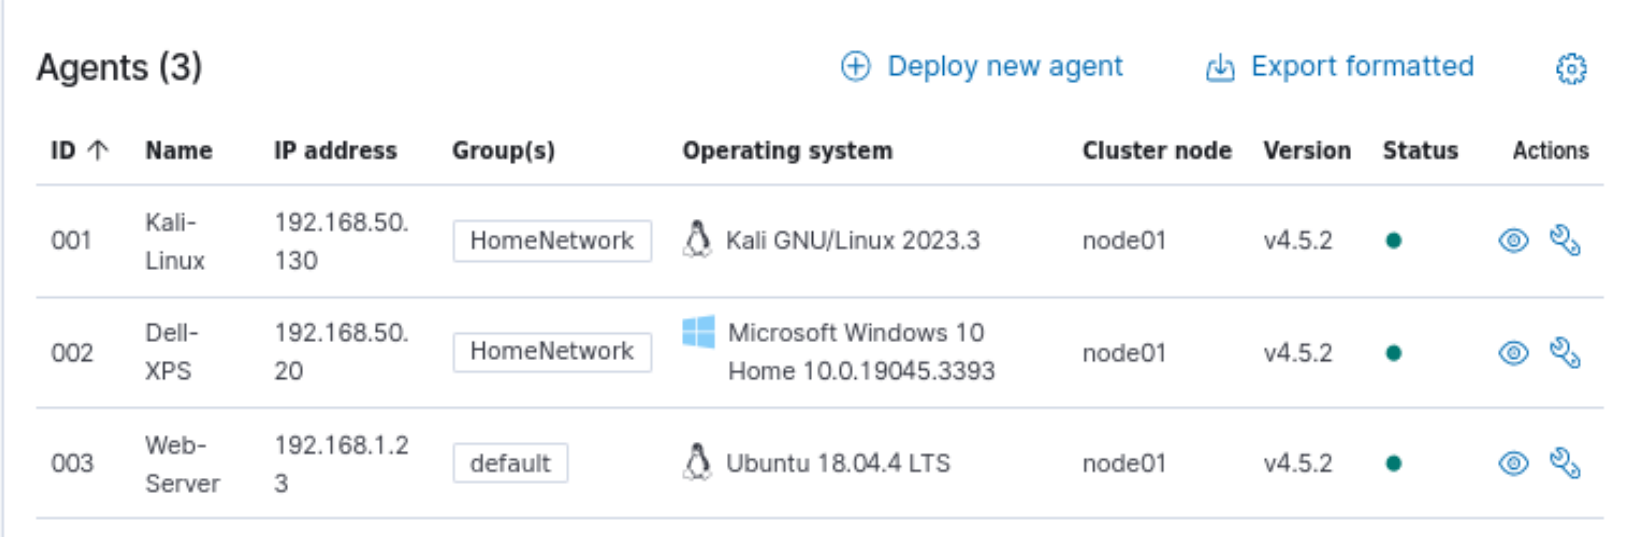 Agents (3) Deploy new agent Export formatted
ID Name IP address Group(s) Operating system Cluster node Version Status Actions
001 Kali- 192.168.50. HomeNetwork Kali GNU/Linux 2023.3 node01 v4.5.2
Linux 130
002 Dell- 192.168.50. HomeNetwork Microsoft Windows 10 node01 v4.5.2
XPS 20 Home 10.0.19045.3393
003 Web- 192.168.1.2 default Ubuntu 18.04.4 LTS node01 v4.5.2
Server 3